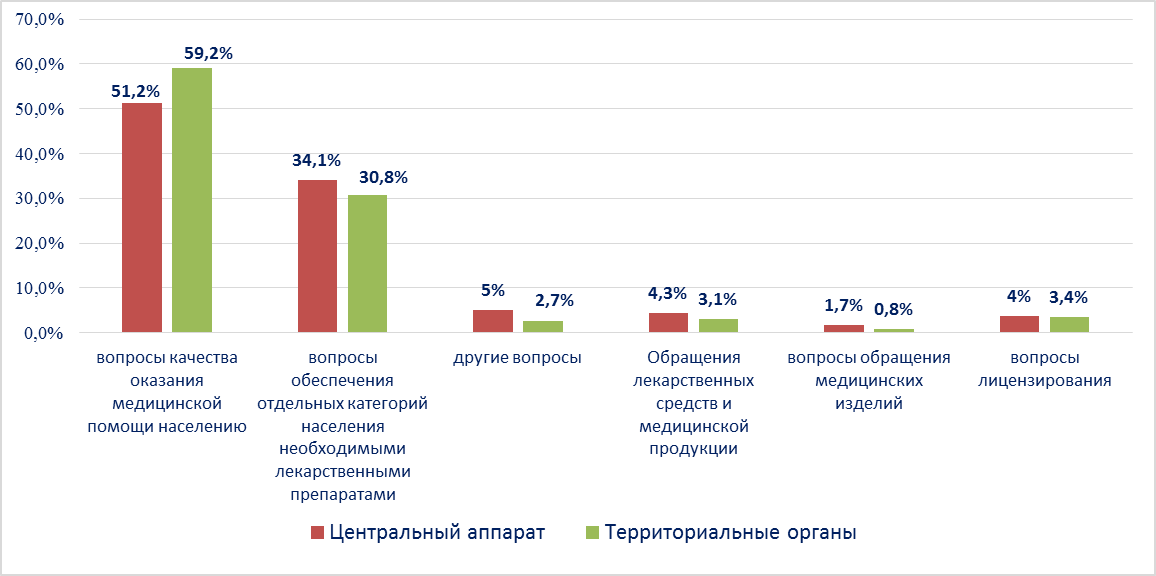 70,0%
60,0%
50,0%
40,0%
30,0%
20,0%
10,0%
0,0%
51,2%
59,2%
34,1%
30,8%
5%
2,7%
4,3%
3,1%
1,7%
0,8%
4%
3,4%
вопросы качества
оказания
медицинской
помощи населению
вопросы
обеспечения
отдельных категорий
населения
необходимыми
лекарственными
препаратами
другие вопросы
Обращения
лекарственных
средств и
медицинской
продукции
вопросы обращения
медицинских
изделий
вопросы
лицензирования
Центральный аппарат
Территориальные органы